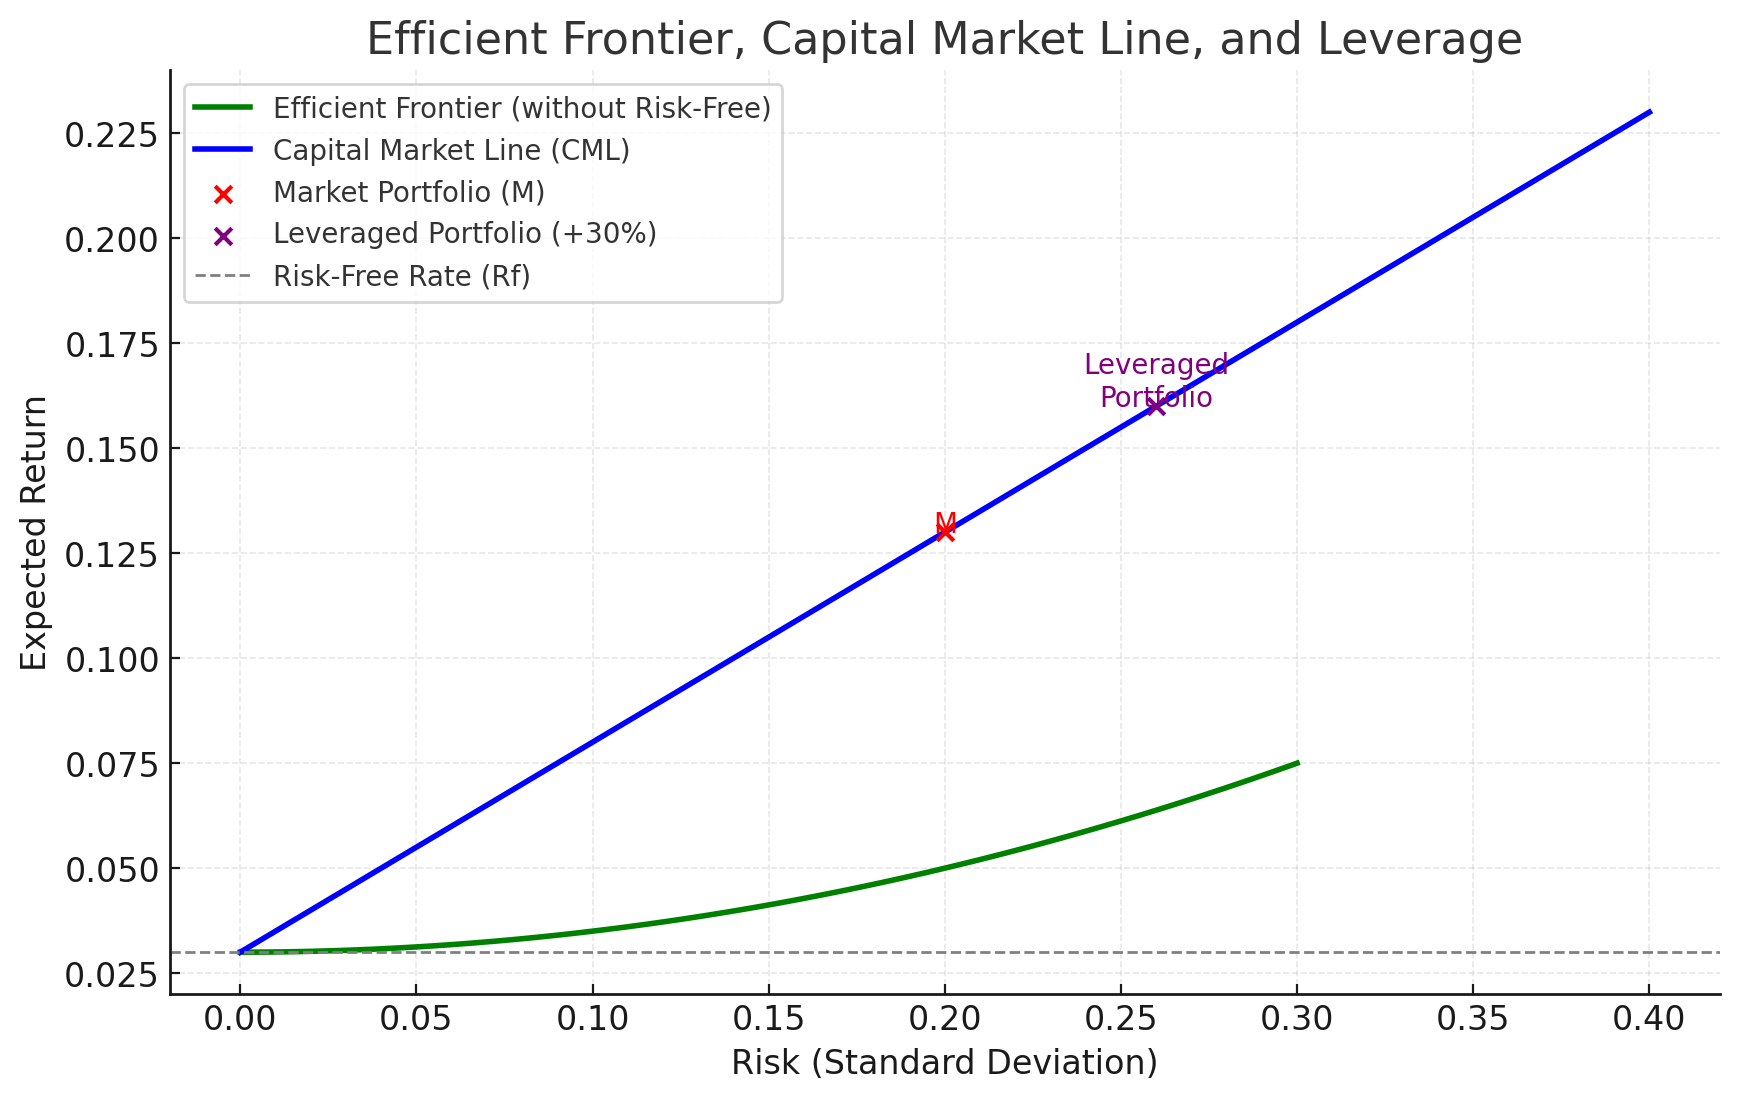 Efficient Frontier, Capital Market Line, and Leverage
Efficient Frontier (without Risk-Free)
Capital Market Line (CML)
Market Portfolio (M)
Leveraged Portfolio (+30%)
Risk-Free Rate (Rf)
0.225
0.200
0.175
0.150
0.125
0.100
0.075
0.050
0.025
Expected Return
Leveraged
Portfolio
M
0.00 0.05 0.10 0.15 0.20 0.25 0.30 0.35 0.40
Risk (Standard Deviation)